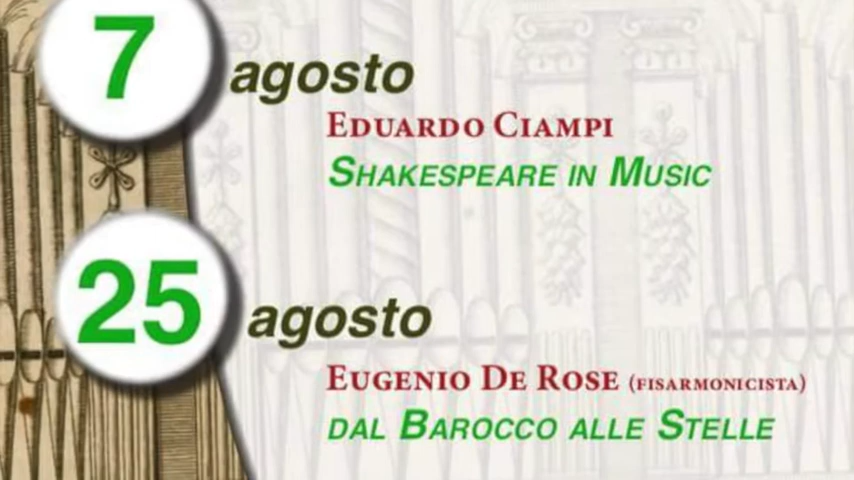 7 agosto
EDUARDO CIAMPI
SHAKESPEARE IN MUSIC
25 agosto
EUGENIO DE ROSE (FISARMONICISTA)
DAL BAROCCO ALLE STELLE